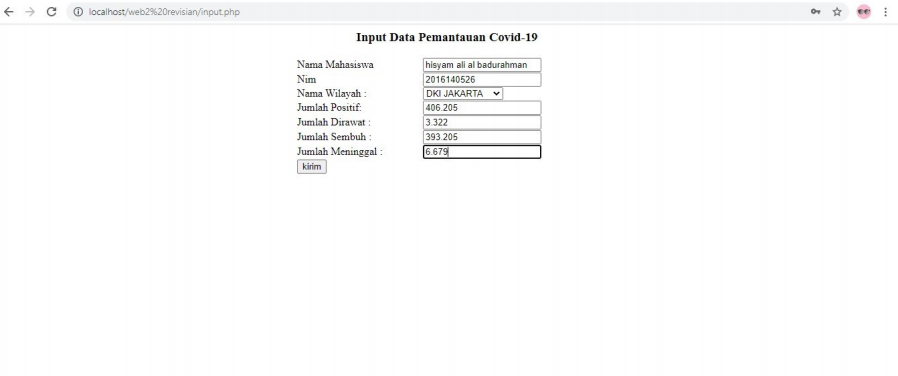 localhost/web2%20revisian/input.php
Input Data Pemantauan Covid-19
Nama Mahasiswa hisyam ali al badurahman
Nim 2016140526
Nama Wilayah : DKI JAKARTA
Jumlah Positif: 406.205
Jumlah Dirawat : 3.322
Jumlah Sembuh : 393.205
Jumlah Meninggal : 6.679
kirim